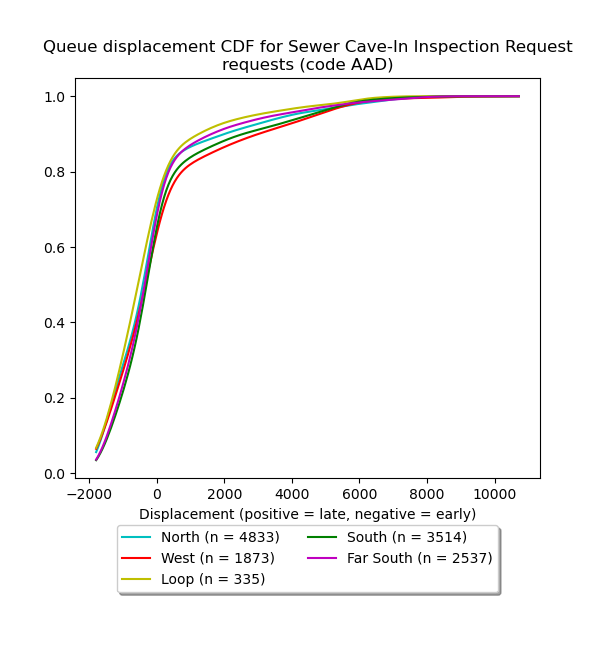 Queue displacement CDF for Sewer Cave-In Inspection Request
requests (code AAD)
1.0
0.8
0.6
0.4
0.2
0.0
−2000 0 2000 4000 6000 8000 10000
Displacement (positive = late, negative = early)
North (n = 4833) South (n = 3514)
West (n = 1873) Far South (n = 2537)
Loop (n = 335)